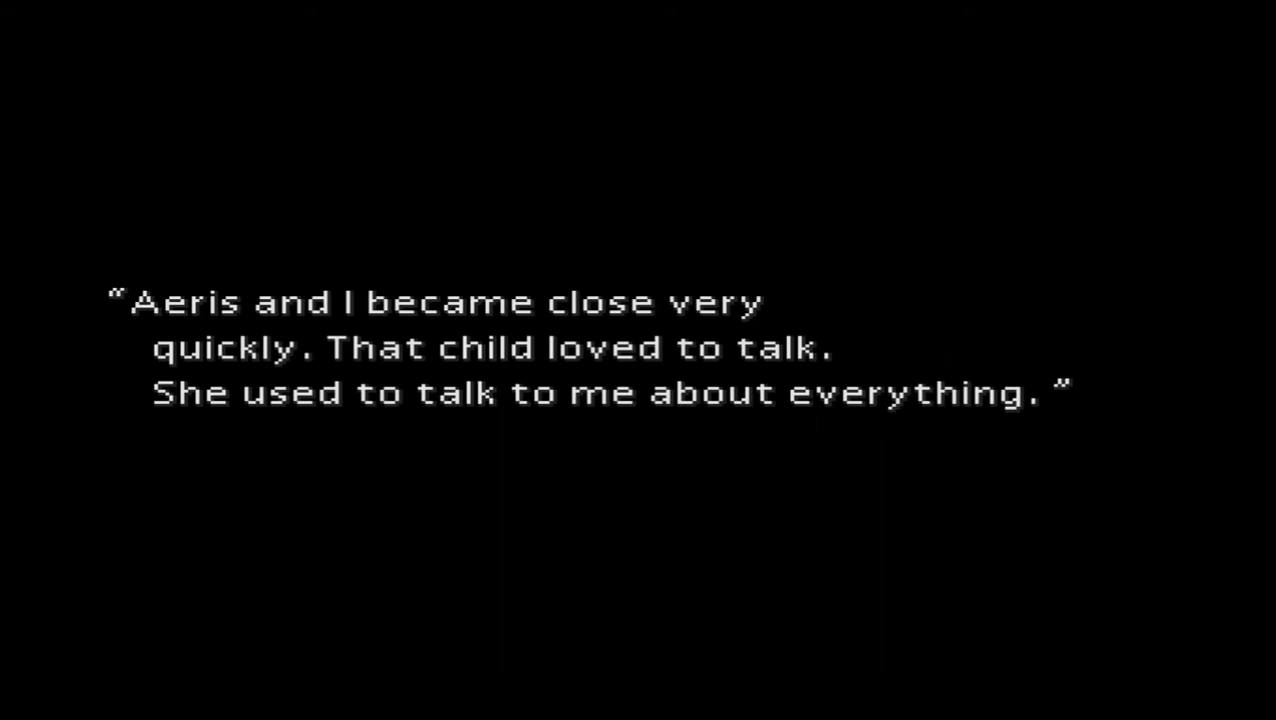 “Aeris and I became close very
quickly. That child loved to talk.
She used to talk to me about everything. ”